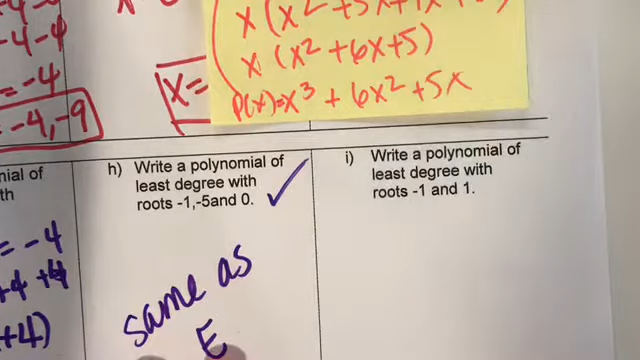 -4-4
= -4
= -4, -9
x =
x (x² + 5x + 1x
x (x² + 6x + 5)
P(x) = x³ + 6x² + 5x
nial of
th
= -4
+4 +4
+4)
h) Write a polynomial of
least degree with
roots -1,-5and 0. ✓
same as
E
i) Write a polynomial of
least degree with
roots -1 and 1.